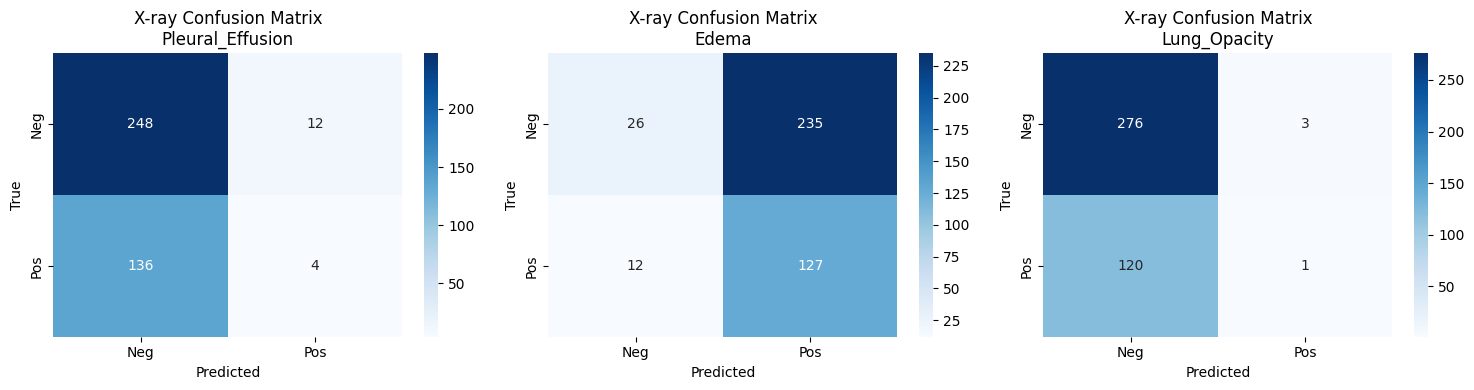 X-ray Confusion Matrix
Pleural_Effusion
Neg
248
12
Pos
136
4
True
Neg
Pos
Predicted
200
150
100
50
X-ray Confusion Matrix
Edema
Neg
26
235
Pos
12
127
True
Neg
Pos
Predicted
225
200
175
150
125
100
75
50
25
X-ray Confusion Matrix
Lung_Opacity
Neg
276
3
Pos
120
1
True
Neg
Pos
Predicted
250
200
150
100
50